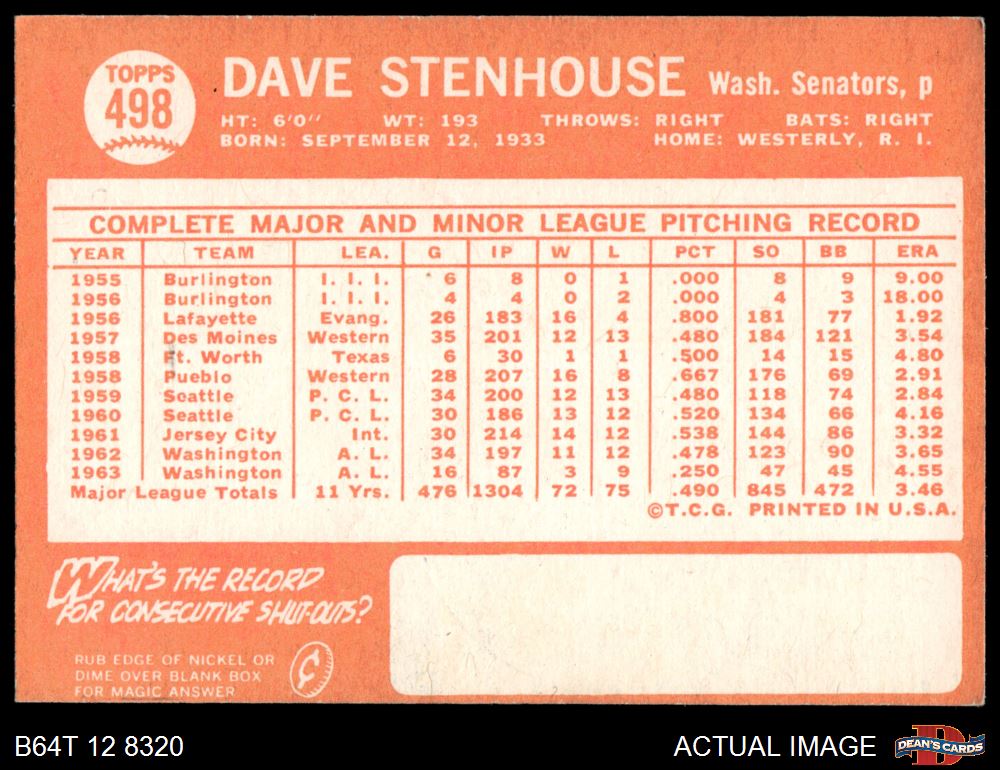 TOPPS
498
DAVE STENHOUSE Wash. Senators, p
HT: 6'0" WT: 193 THROWS: RIGHT BATS: RIGHT
BORN: SEPTEMBER 12, 1933 HOME: WESTERLY, R. I.
COMPLETE MAJOR AND MINOR LEAGUE PITCHING RECORD
YEAR TEAM LEA. G IP W L PCT SO BB ERA
1955 Burlington I. I. I. 6 8 0 1 .000 8 9 9.00
1956 Burlington I. I. I. 4 4 0 2 .000 4 3 18.00
1956 Lafayette Evang. 26 183 16 4 .800 181 77 1.92
1957 Des Moines Western 35 201 12 13 .480 184 121 3.54
1958 Ft. Worth Texas 6 30 1 1 .500 14 15 4.80
1958 Pueblo Western 28 207 16 8 .667 176 69 2.91
1959 Seattle P. C. L. 34 200 12 13 .480 118 74 2.84
1960 Seattle P. C. L. 30 186 13 12 .520 134 66 4.16
1961 Jersey City Int. 30 214 14 12 .538 144 86 3.32
1962 Washington A. L. 34 197 11 12 .478 123 90 3.65
1963 Washington A. L. 16 87 3 9 .250 47 45 4.55
Major League Totals 11 Yrs. 476 1304 72 75 .490 845 472 3.46
©T.C.G. PRINTED IN U.S.A.
WHAT'S THE RECORD
FOR CONSECUTIVE SHUT-OUTS?
RUB EDGE OF NICKEL OR
DIME OVER BLANK BOX
FOR MAGIC ANSWER
¢
B64T 12 8320 ACTUAL IMAGE
D
DEAN'S CARDS